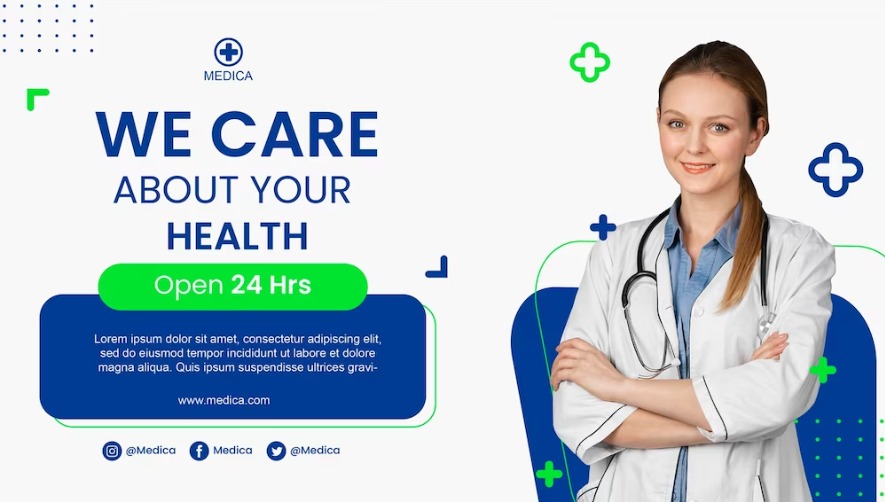 MEDICA
WE CARE
ABOUT YOUR
HEALTH
Open 24 Hrs
Lorem ipsum dolor sit amet, consectetur adipiscing elit,
sed do eiusmod tempor incididunt ut labore et dolore
magna aliqua. Quis ipsum suspendisse ultrices gravi-
www.medica.com
@Medica Medica @Medica